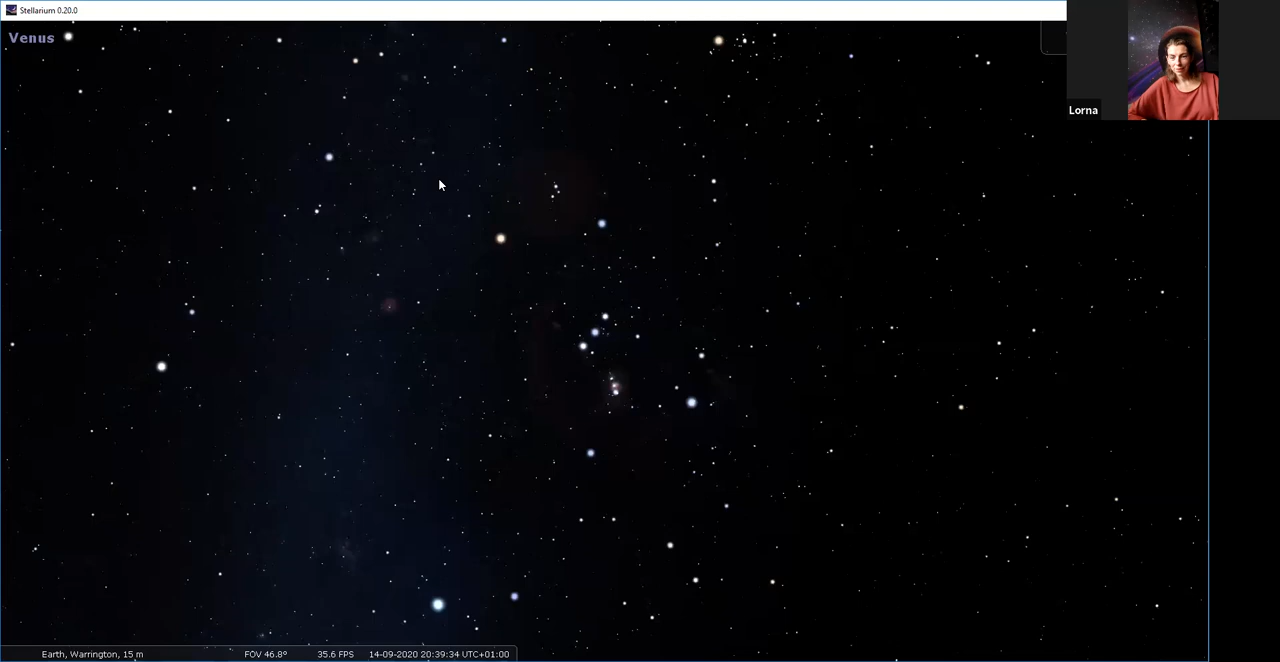 Stellarium 0.20.0
Venus
Lorna
Earth, Warrington, 15 m FOV 46.8° 35.6 FPS 14-09-2020 20:39:34 UTC+01:00